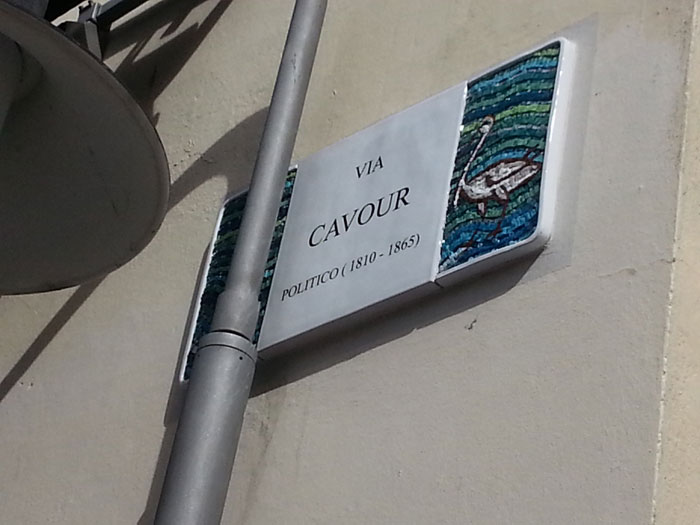 VIA
CAVOUR
POLITICO ( 1810 - 1865)